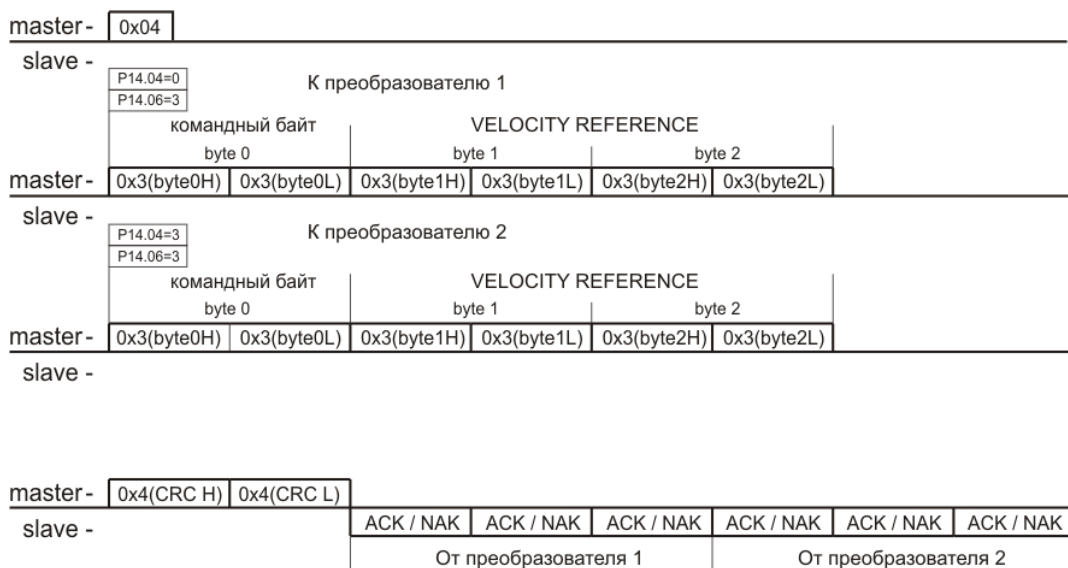 master- 0x04
slave -
P14.04=0
P14.06=3
К преобразователю 1
командный байт VELOCITY REFERENCE
byte 0 byte 1 byte 2
master- 0x3(byte0H) 0x3(byte0L) 0x3(byte1H) 0x3(byte1L) 0x3(byte2H) 0x3(byte2L)
slave -
P14.04=3
P14.06=3
К преобразователю 2
командный байт VELOCITY REFERENCE
byte 0 byte 1 byte 2
master- 0x3(byte0H) 0x3(byte0L) 0x3(byte1H) 0x3(byte1L) 0x3(byte2H) 0x3(byte2L)
slave -
master- 0x4(CRC H) 0x4(CRC L)
slave - ACK / NAK ACK / NAK ACK / NAK ACK / NAK ACK / NAK ACK / NAK
От преобразователя 1 От преобразователя 2